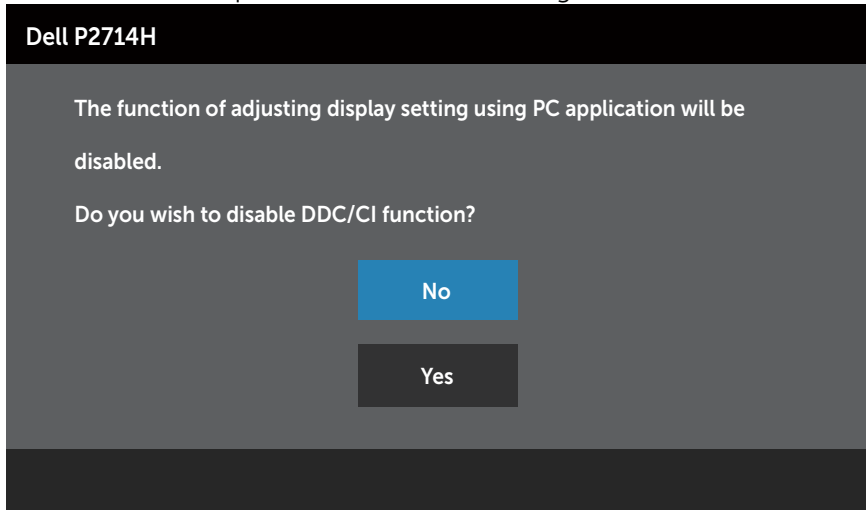 Dell P2714H
The function of adjusting display setting using PC application will be
disabled.
Do you wish to disable DDC/CI function?
No
Yes